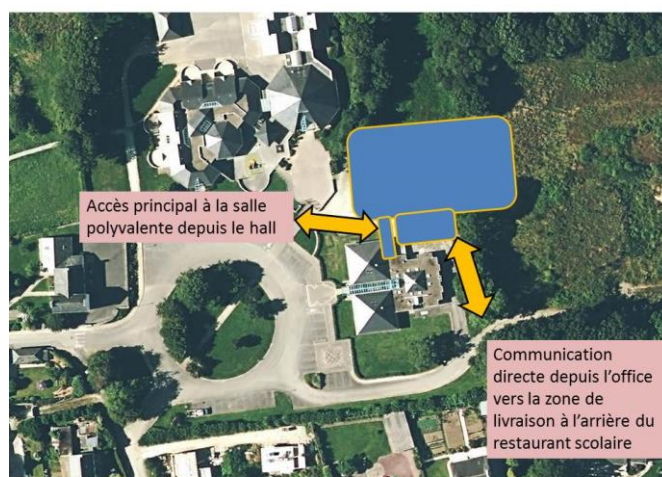 Accès principal à la salle
polyvalente depuis le hall
Communication
directe depuis l’office
vers la zone de
livraison à l’arrière du
restaurant scolaire